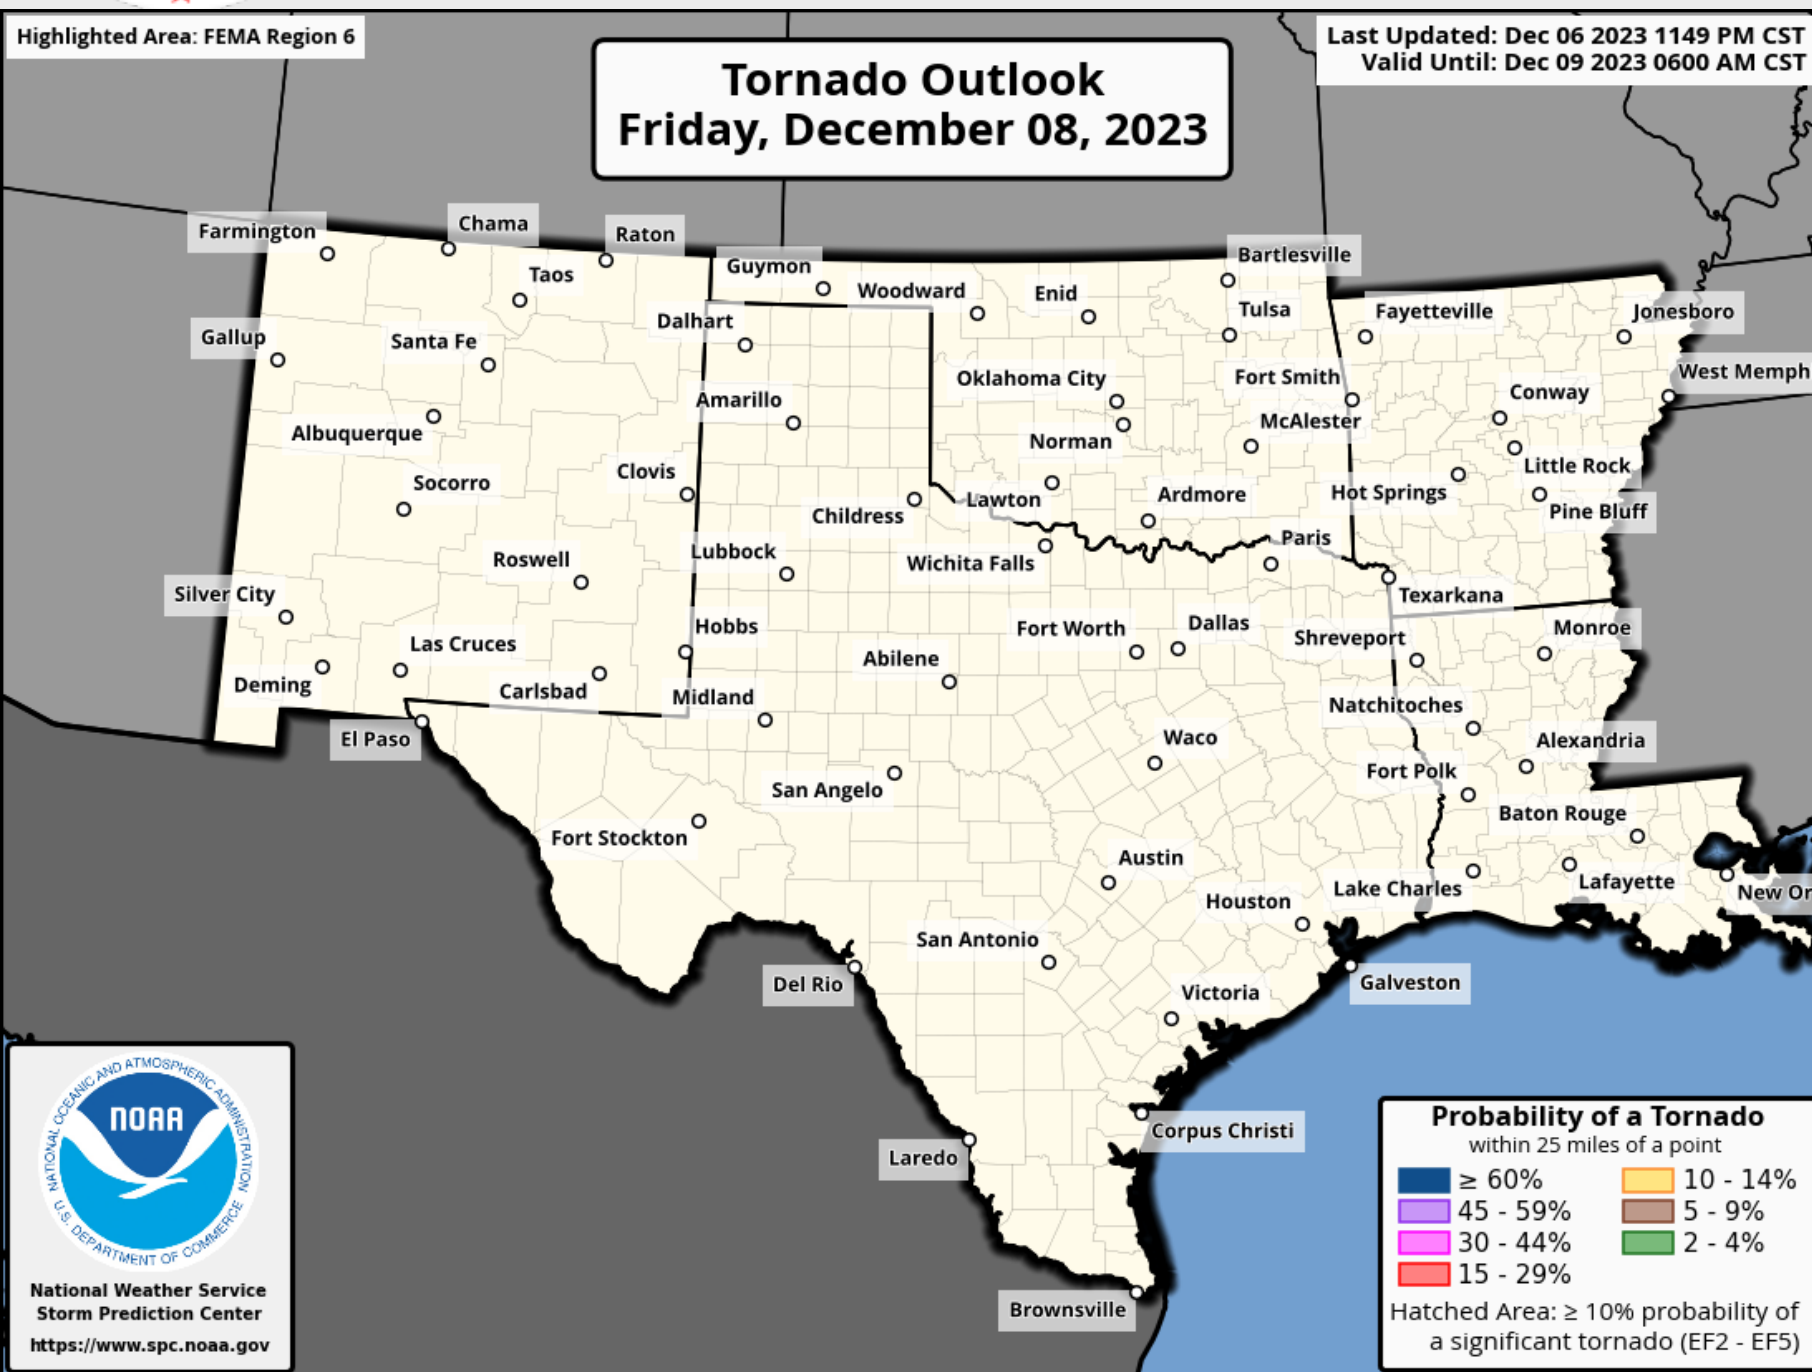 Highlighted Area: FEMA Region 6
Last Updated: Dec 06 2023 1149 PM CST
Valid Until: Dec 09 2023 0600 AM CST
Tornado Outlook
Friday, December 08, 2023
Farmington
Chama
Raton
Taos
Guymon
Woodward
Enid
Bartlesville
Tulsa
Fayetteville
Jonesboro
Gallup
Santa Fe
Dalhart
Oklahoma City
Fort Smith
West Memph
Conway
Amarillo
Albuquerque
Norman
McAlester
Little Rock
Clovis
Socorro
Childress
Lawton
Ardmore
Hot Springs
Pine Bluff
Paris
Roswell
Lubbock
Wichita Falls
Silver City
Texarkana
Hobbs
Fort Worth
Dallas
Shreveport
Monroe
Las Cruces
Abilene
Deming
Carlsbad
Midland
Natchitoches
El Paso
Waco
Alexandria
San Angelo
Fort Polk
Fort Stockton
Baton Rouge
Austin
Lake Charles
Lafayette
New Or
Houston
San Antonio
Del Rio
Victoria
Galveston
Corpus Christi
Laredo
Brownsville
NATIONAL OCEANIC AND ATMOSPHERIC ADMINISTRATION
NOAA
U.S. DEPARTMENT OF COMMERCE
National Weather Service
Storm Prediction Center
https://www.spc.noaa.gov
Probability of a Tornado
within 25 miles of a point
≥ 60%
10 - 14%
45 - 59%
5 - 9%
30 - 44%
2 - 4%
15 - 29%
Hatched Area: ≥ 10% probability of
a significant tornado (EF2 - EF5)